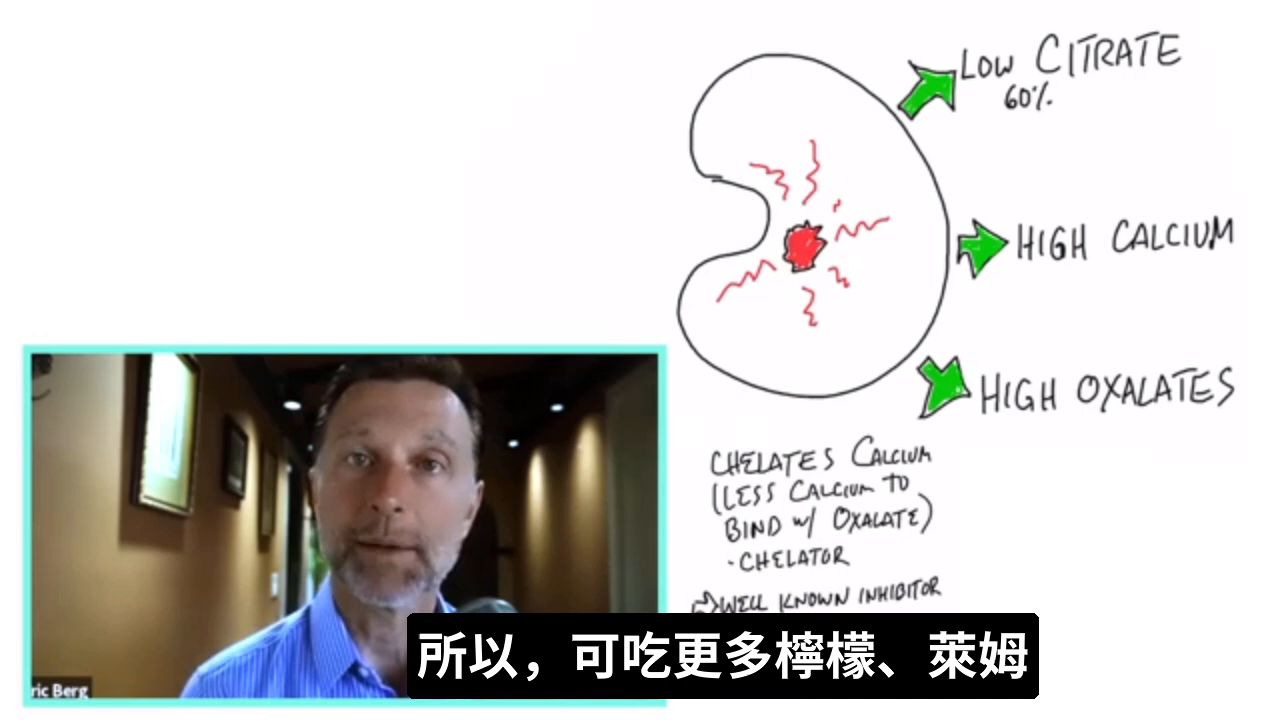 LOW CITRATE
60%
HIGH CALCIUM
HIGH OXALATES
CHELATES CALCIUM
(LESS CALCIUM TO
BIND W/ OXALATE)
-CHELATOR
WELL KNOWN INHIBITOR
ric Berg
所以，可吃更多檸檬、萊姆